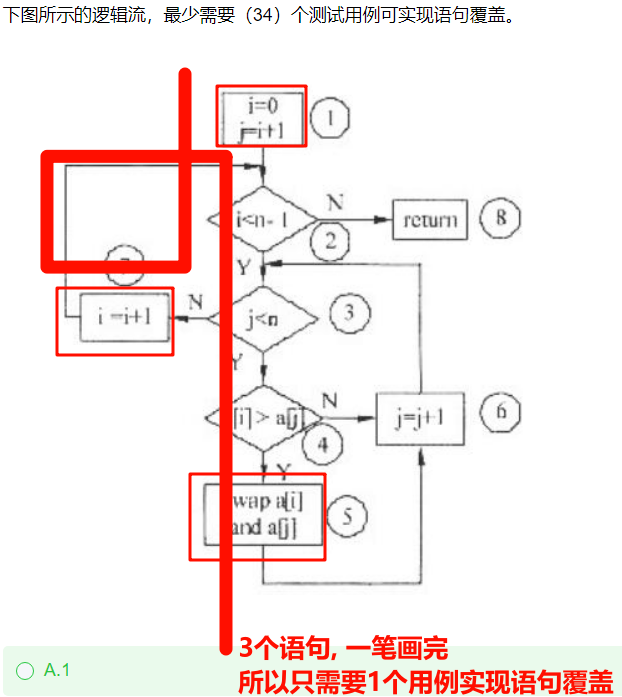 下图所示的逻辑流，最少需要（34）个测试用例可实现语句覆盖。
i=0
j=i+1
1
i<n-1
N
return
8
2
Y
7
i=i+1
N
j<n
3
Y
[i]>a[j]
N
j=j+1
6
4
Y
wap a[i]
and a[j]
5
3个语句, 一笔画完
A.1
所以只需要1个用例实现语句覆盖